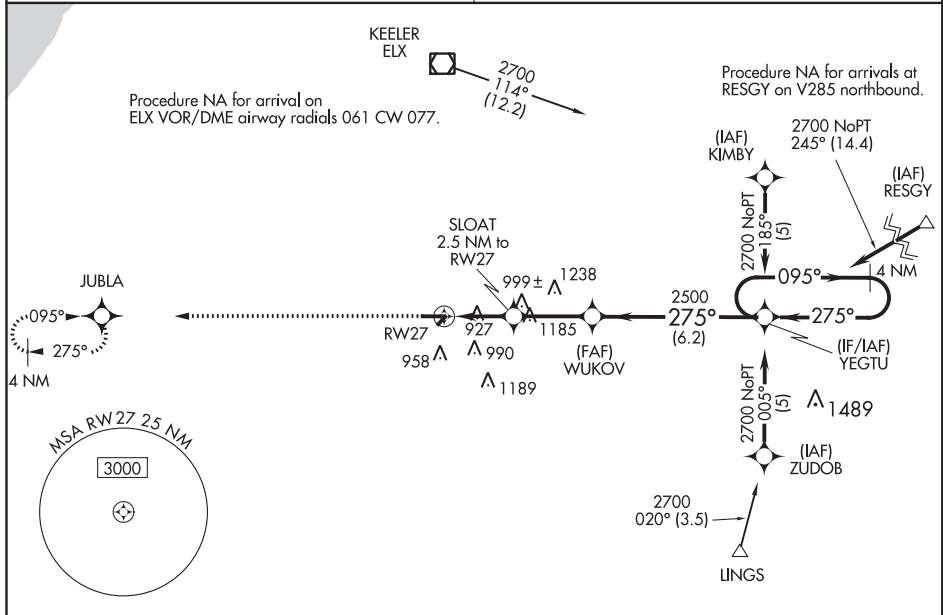 KEELER
ELX
2700
114°
(12.2)
Procedure NA for arrival on
ELX VOR/DME airway radials 061 CW 077.
Procedure NA for arrivals at
RESGY on V285 northbound.
2700 NoPT
245° (14.4)
(IAF)
KIMBY
(IAF)
RESGY
2700 NoPT
185°
(5)
SLOAT
2.5 NM to
RW27
095°
4 NM
JUBLA
999±
1238
2500
275°
(6.2)
275°
095°
275°
4 NM
RW27
927
1185
958
990
1189
(FAF)
WUKOV
(IF/IAF)
YEGTU
2700 NoPT
005°
(5)
1489
(IAF)
ZUDOB
MSA RW27 25 NM
3000
2700
020° (3.5)
LINGS